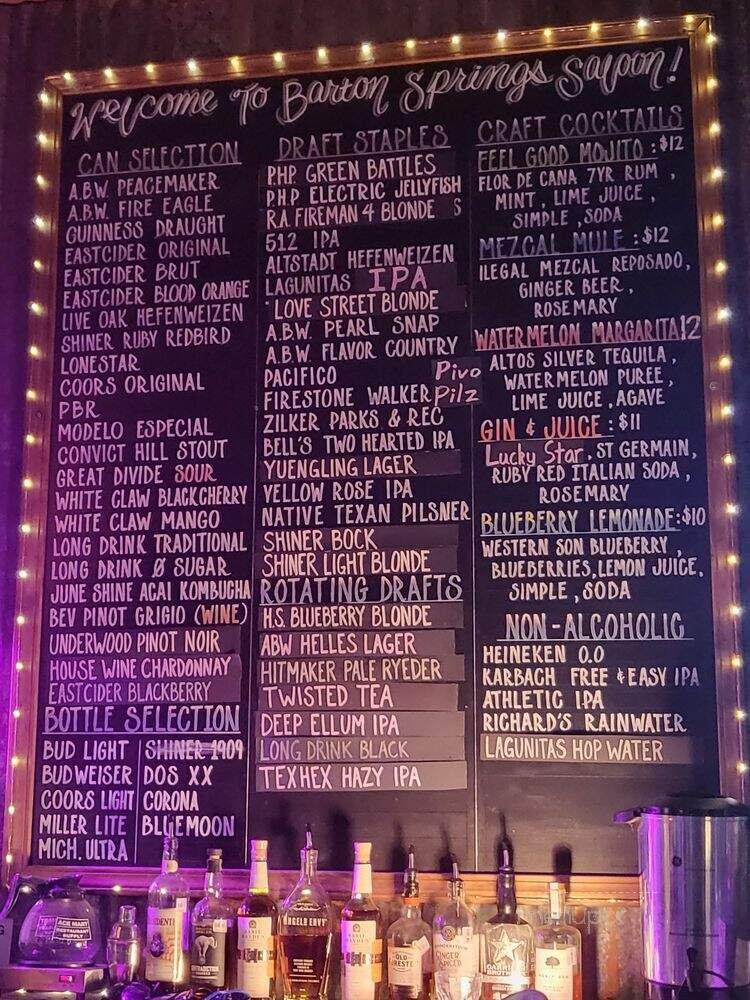 Welcome To Barton Springs Saloon!
CAN SELECTION
A.B.W. PEACEMAKER
A.B.W. FIRE EAGLE
GUINNESS DRAUGHT
EASTCIDER ORIGINAL
EASTCIDER BRUT
EASTCIDER BLOOD ORANGE
LIVE OAK HEFENWEIZEN
SHINER RUBY REDBIRD
LONESTAR
COORS ORIGINAL
PBR
MODELO ESPECIAL
CONVICT HILL STOUT
GREAT DIVIDE SOUR
WHITE CLAW BLACKCHERRY
WHITE CLAW MANGO
LONG DRINK TRADITIONAL
LONG DRINK Ø SUGAR
JUNE SHINE ACAI KOMBUCHA
BEV PINOT GRIGIO (WINE)
UNDERWOOD PINOT NOIR
HOUSE WINE CHARDONNAY
EASTCIDER BLACKBERRY
BOTTLE SELECTION
BUD LIGHT
BUDWEISER
COORS LIGHT
MILLER LITE
MICH. ULTRA
SHINER 1909
DOS XX
CORONA
BLUEMOON
DRAFT STAPLES
P.H.P GREEN BATTLES
P.H.P ELECTRIC JELLYFISH
R.A FIREMAN 4 BLONDE S
512 IPA
ALTSTADT HEFENWEIZEN
LAGUNITAS IPA
LOVE STREET BLONDE
A.B.W. PEARL SNAP
A.B.W. FLAVOR COUNTRY
PACIFICO
FIRESTONE WALKER Pivo Pilz
ZILKER PARKS & REC
BELL'S TWO HEARTED IPA
YUENGLING LAGER
YELLOW ROSE IPA
NATIVE TEXAN PILSNER
SHINER BOCK
SHINER LIGHT BLONDE
ROTATING DRAFTS
H.S. BLUEBERRY BLONDE
ABW HELLES LAGER
HITMAKER PALE RYEDER
TWISTED TEA
DEEP ELLUM IPA
LONG DRINK BLACK
TEXHEX HAZY IPA
CRAFT COCKTAILS
FEEL GOOD MOJITO : $12
FLOR DE CANA 7YR RUM ,
MINT , LIME JUICE ,
SIMPLE , SODA
MEZCAL MULE : $12
ILEGAL MEZCAL REPOSADO,
GINGER BEER ,
ROSEMARY
WATERMELON MARGARITA 12
ALTOS SILVER TEQUILA ,
WATERMELON PUREE ,
LIME JUICE , AGAVE
GIN & JUICE : $11
Lucky Star, ST GERMAIN,
RUBY RED ITALIAN SODA ,
ROSEMARY
BLUEBERRY LEMONADE: $10
WESTERN SON BLUEBERRY ,
BLUEBERRIES, LEMON JUICE,
SIMPLE , SODA
NON-ALCOHOLIC
HEINEKEN 0.0
KARBACH FREE & EASY IPA
ATHLETIC IPA
RICHARD'S RAINWATER
LAGUNITAS HOP WATER
ACE MART
RESTAURANT
SUPPLY
ANGEL'S ENVY